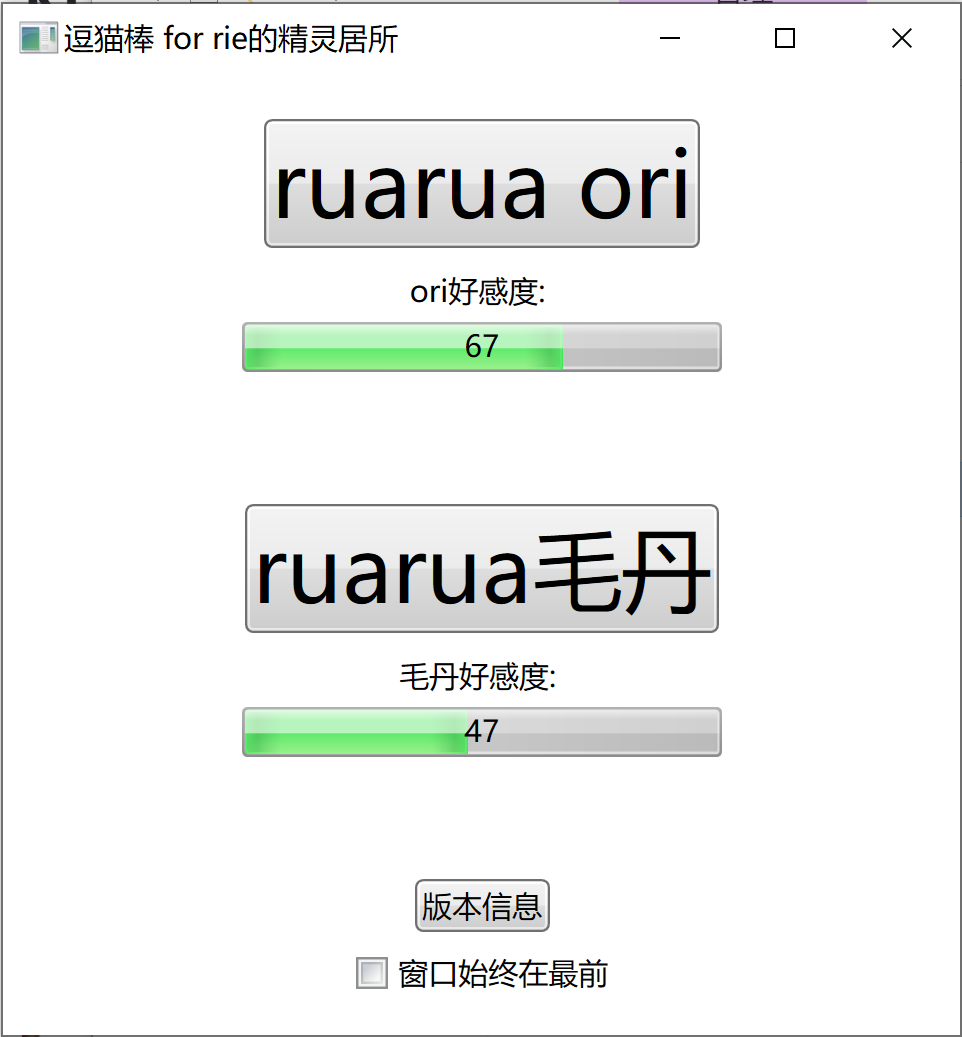 逗猫棒 for rie的精灵居所
ruarua ori
ori好感度:
67
ruarua毛丹
毛丹好感度:
47
版本信息
窗口始终在最前